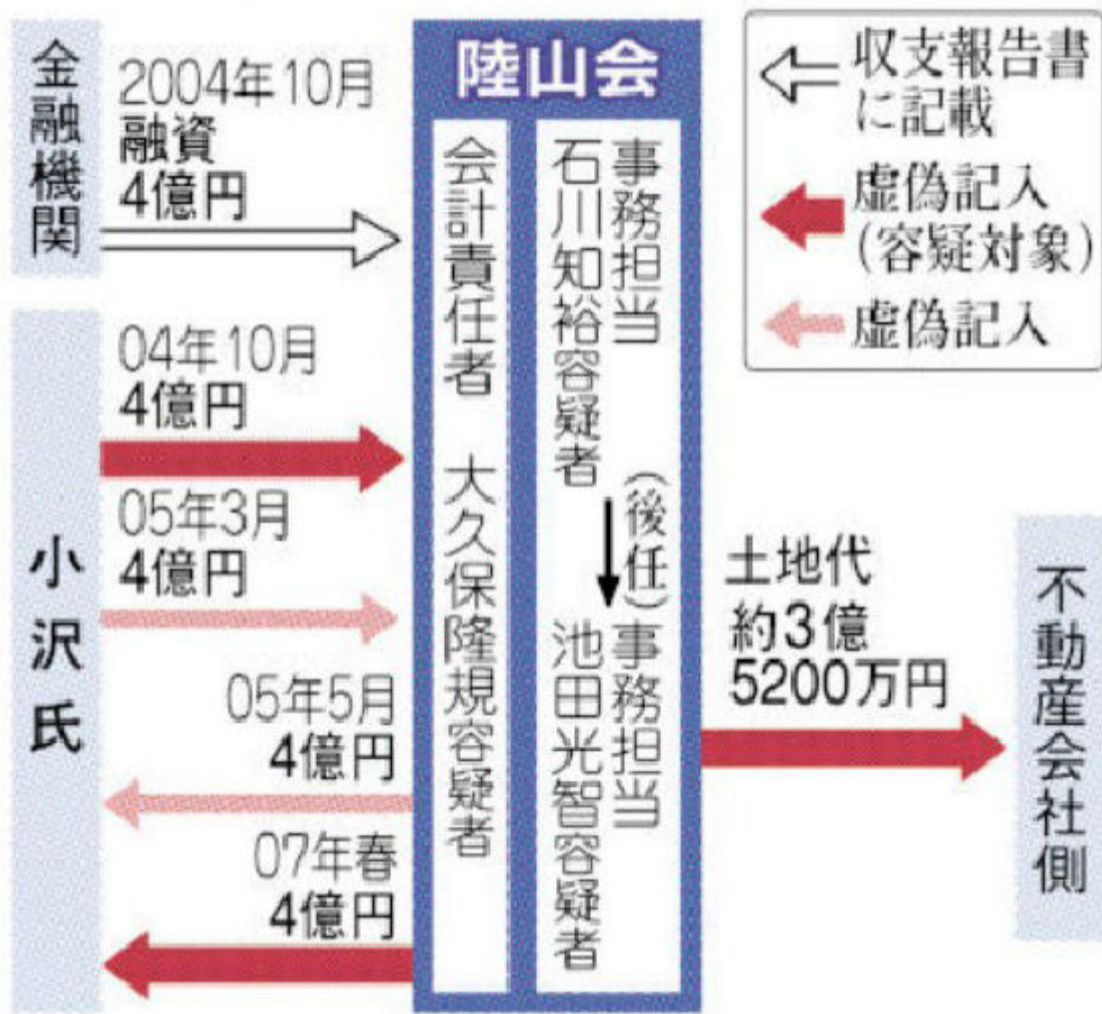 金融機関
2004年10月
融資
4億円
小沢氏
04年10月
4億円
05年3月
4億円
05年5月
4億円
07年春
4億円
陸山会
事務担当
石川知裕容疑者
(後任)
事務担当
池田光智容疑者
会計責任者 大久保隆規容疑者
収支報告書
に記載
虚偽記入
(容疑対象)
虚偽記入
土地代
約3億
5200万円
不動産会社側